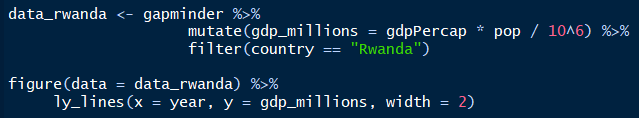 data_rwanda <- gapminder %>%
mutate(gdp_millions = gdpPercap * pop / 10^6) %>%
filter(country == "Rwanda")
figure(data = data_rwanda) %>%
ly_lines(x = year, y = gdp_millions, width = 2)